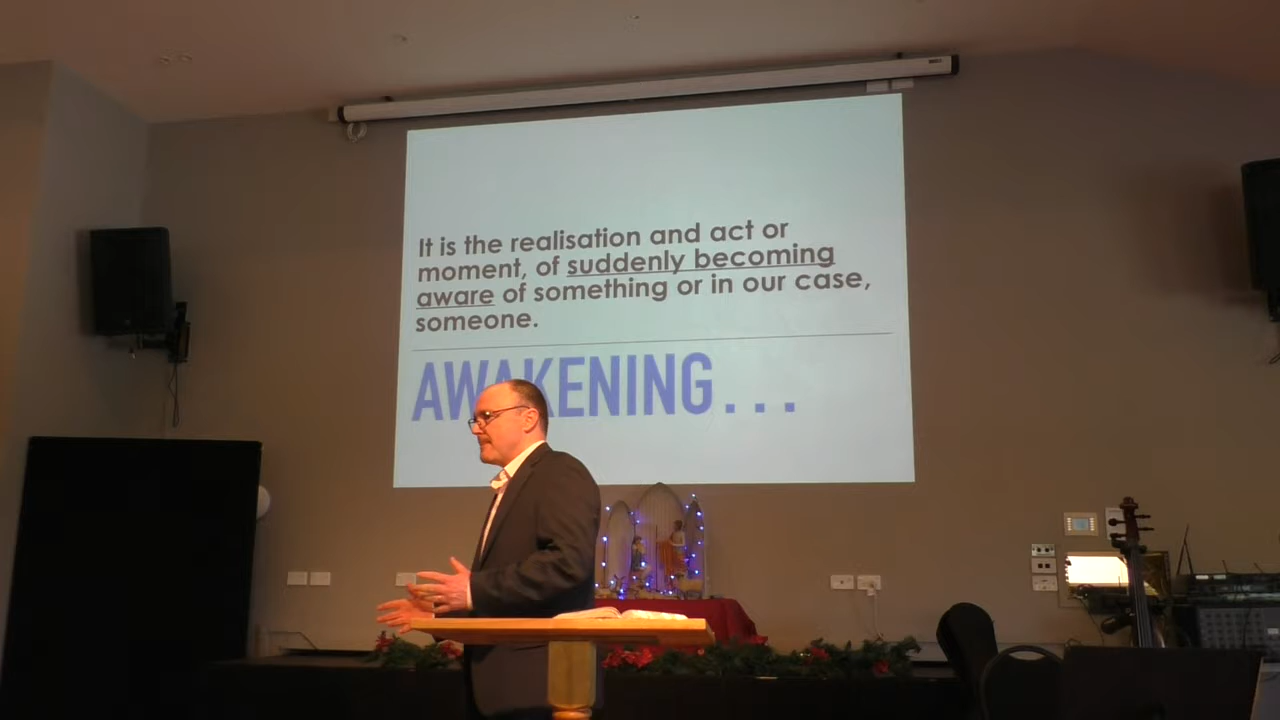 It is the realisation and act or
moment, of suddenly becoming
aware of something or in our case,
someone.
AWAKENING...